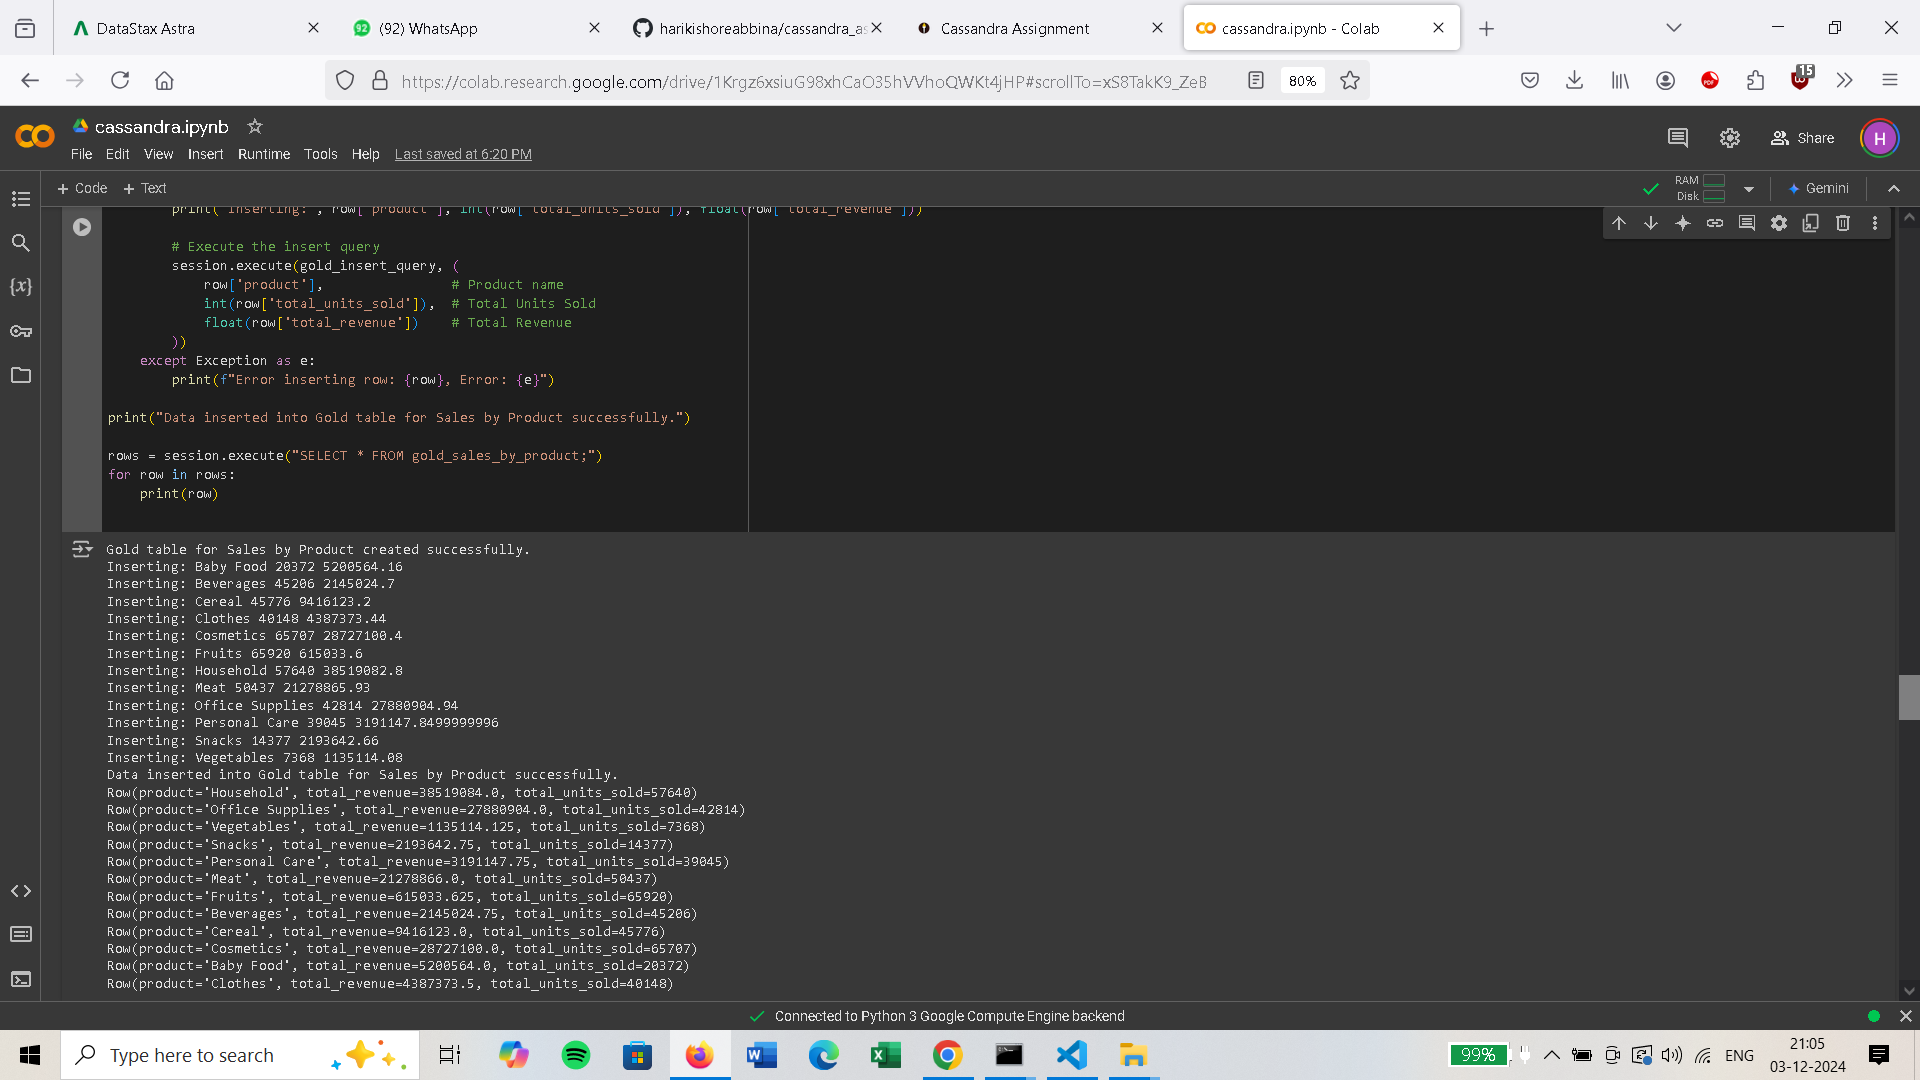 DataStax Astra
(92) WhatsApp
harikishoreabbina/cassandra_as
Cassandra Assignment
cassandra.ipynb - Colab
https://colab.research.google.com/drive/1Krgz6xsiuG98xhCaO35hVVhoQWKt4jHP#scrollTo=xS8TakK9_ZeB
80%
15
cassandra.ipynb
File Edit View Insert Runtime Tools Help Last saved at 6:20 PM
Share
H
+ Code + Text
RAM
Disk
Gemini
print("Inserting:", row['product'], int(row['total_units_sold']), float(row['total_revenue']))
# Execute the insert query
session.execute(gold_insert_query, (
row['product'], # Product name
int(row['total_units_sold']), # Total Units Sold
float(row['total_revenue']) # Total Revenue
))
except Exception as e:
print(f"Error inserting row: {row}, Error: {e}")
print("Data inserted into Gold table for Sales by Product successfully.")
rows = session.execute("SELECT * FROM gold_sales_by_product;")
for row in rows:
print(row)
Gold table for Sales by Product created successfully.
Inserting: Baby Food 20372 5200564.16
Inserting: Beverages 45206 2145024.7
Inserting: Cereal 45776 9416123.2
Inserting: Clothes 40148 4387373.44
Inserting: Cosmetics 65707 28727100.4
Inserting: Fruits 65920 615033.6
Inserting: Household 57640 38519082.8
Inserting: Meat 50437 21278865.93
Inserting: Office Supplies 42814 27880904.94
Inserting: Personal Care 39045 3191147.8499999996
Inserting: Snacks 14377 2193642.66
Inserting: Vegetables 7368 1135114.08
Data inserted into Gold table for Sales by Product successfully.
Row(product='Household', total_revenue=38519084.0, total_units_sold=57640)
Row(product='Office Supplies', total_revenue=27880904.0, total_units_sold=42814)
Row(product='Vegetables', total_revenue=1135114.125, total_units_sold=7368)
Row(product='Snacks', total_revenue=2193642.75, total_units_sold=14377)
Row(product='Personal Care', total_revenue=3191147.75, total_units_sold=39045)
Row(product='Meat', total_revenue=21278866.0, total_units_sold=50437)
Row(product='Fruits', total_revenue=615033.625, total_units_sold=65920)
Row(product='Beverages', total_revenue=2145024.75, total_units_sold=45206)
Row(product='Cereal', total_revenue=9416123.0, total_units_sold=45776)
Row(product='Cosmetics', total_revenue=28727100.0, total_units_sold=65707)
Row(product='Baby Food', total_revenue=5200564.0, total_units_sold=20372)
Row(product='Clothes', total_revenue=4387373.5, total_units_sold=40148)
Connected to Python 3 Google Compute Engine backend
Type here to search
99%
ENG
21:05
03-12-2024